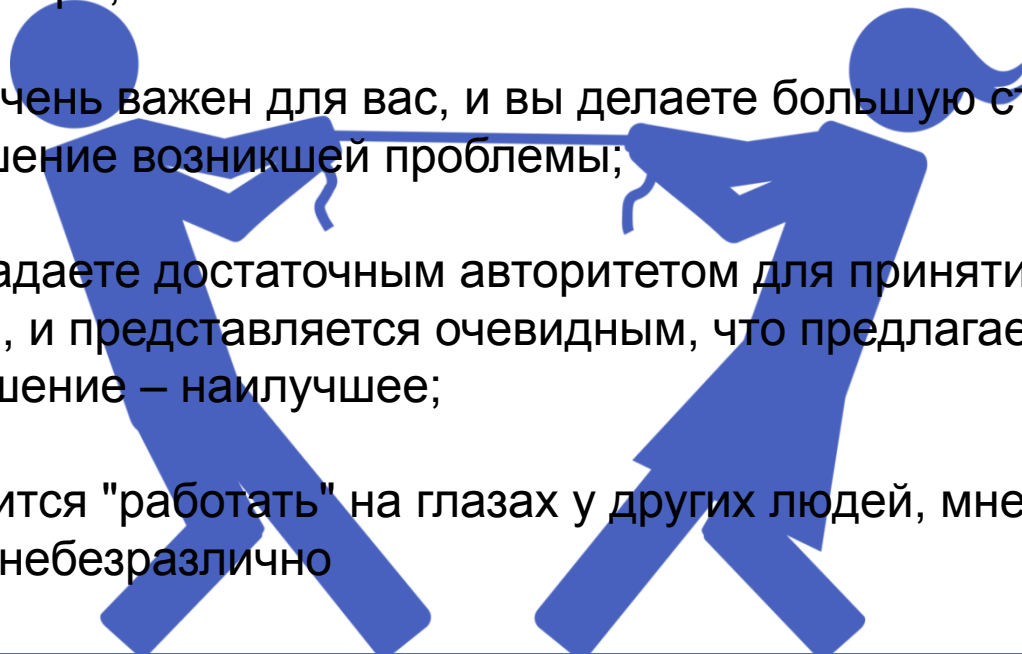 чень важен для вас, и вы делаете большую ст
шение возникшей проблемы;
адаете достаточным авторитетом для приняти
, и представляется очевидным, что предлагае
шение – наилучшее;
ится "работать" на глазах у других людей, мне
небезразлично